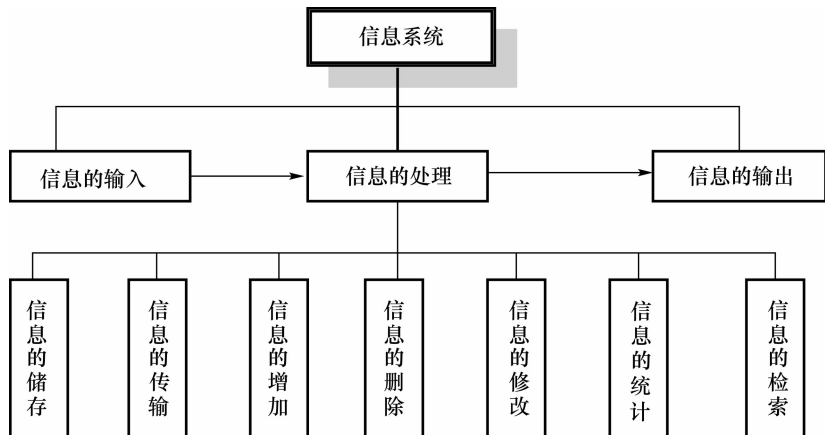 信息系统
信息的输入
信息的处理
信息的输出
信息的储存
信息的传输
信息的增加
信息的删除
信息的修改
信息的统计
信息的检索